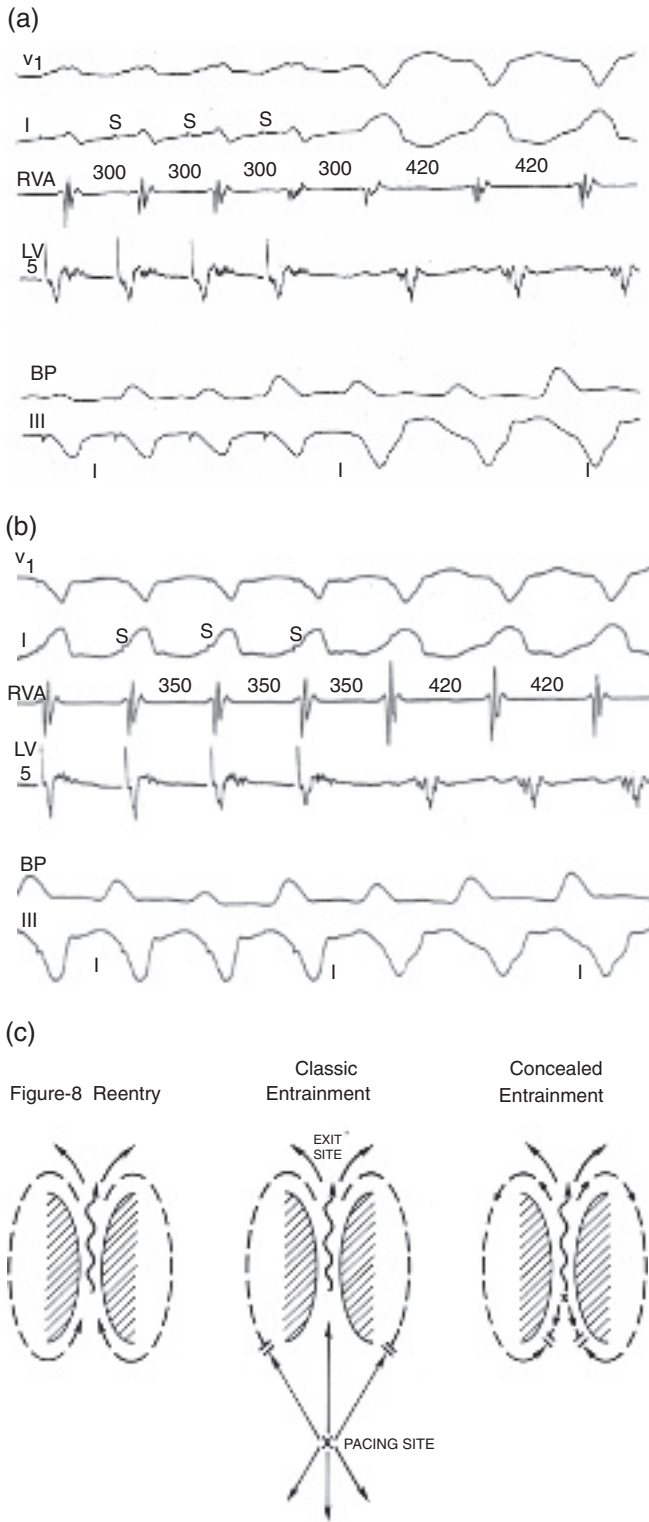 (a)
V1
I S S S
RVA 300 300 300 300 420 420
LV
5
BP
III
I I I
(b)
V1
I S S S
RVA 350 350 350 420 420
LV
5
BP
III
I I I
(c)
Figure-8 Reentry
Classic
Entrainment
Concealed
Entrainment
EXIT
SITE
X PACING SITE